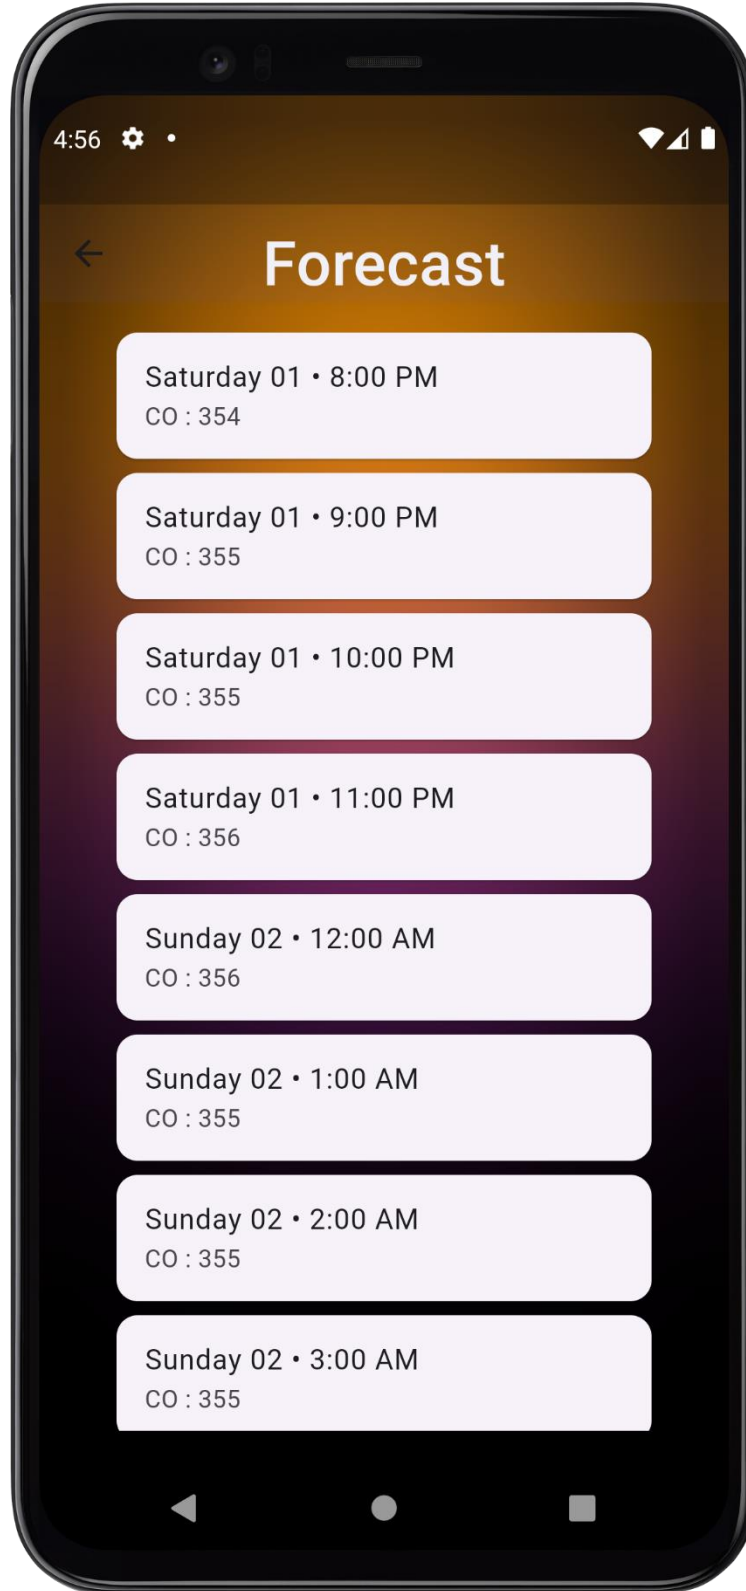 4:56
Forecast
Saturday 01 • 8:00 PM
CO : 354
Saturday 01 • 9:00 PM
CO : 355
Saturday 01 • 10:00 PM
CO : 355
Saturday 01 • 11:00 PM
CO : 356
Sunday 02 • 12:00 AM
CO : 356
Sunday 02 • 1:00 AM
CO : 355
Sunday 02 • 2:00 AM
CO : 355
Sunday 02 • 3:00 AM
CO : 355